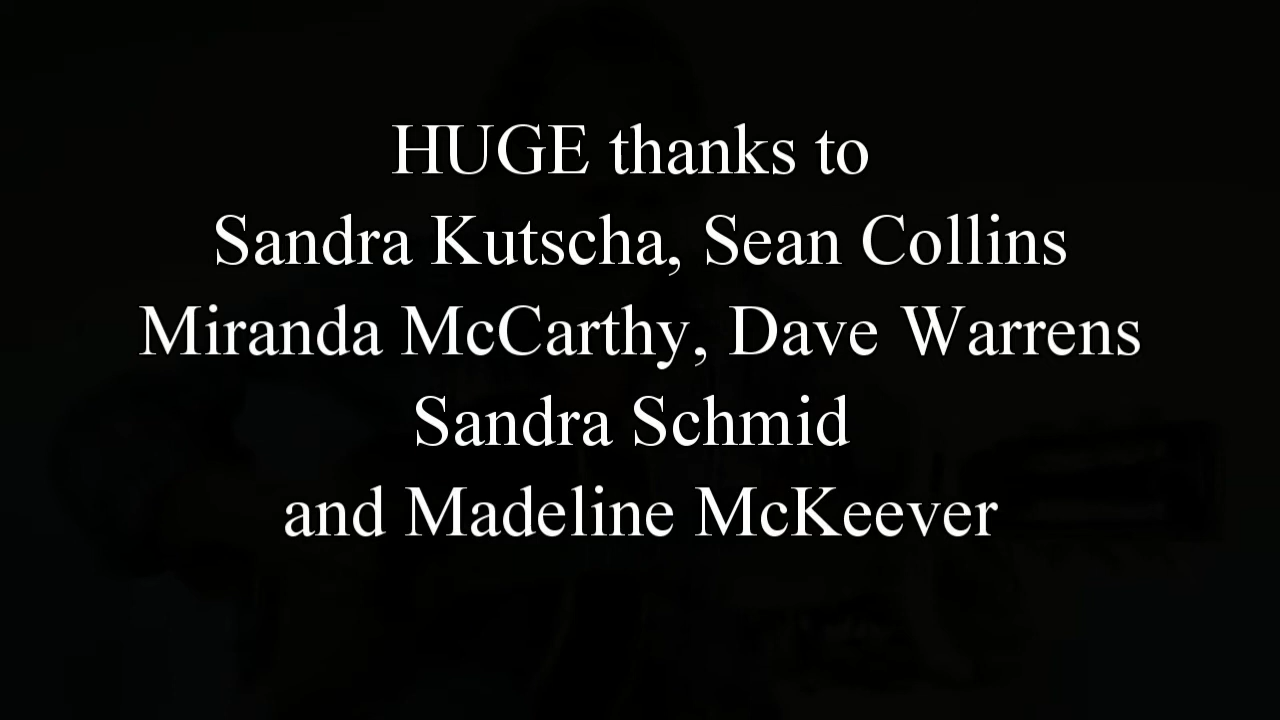 HUGE thanks to
Sandra Kutscha, Sean Collins
Miranda McCarthy, Dave Warrens
Sandra Schmid
and Madeline McKeever